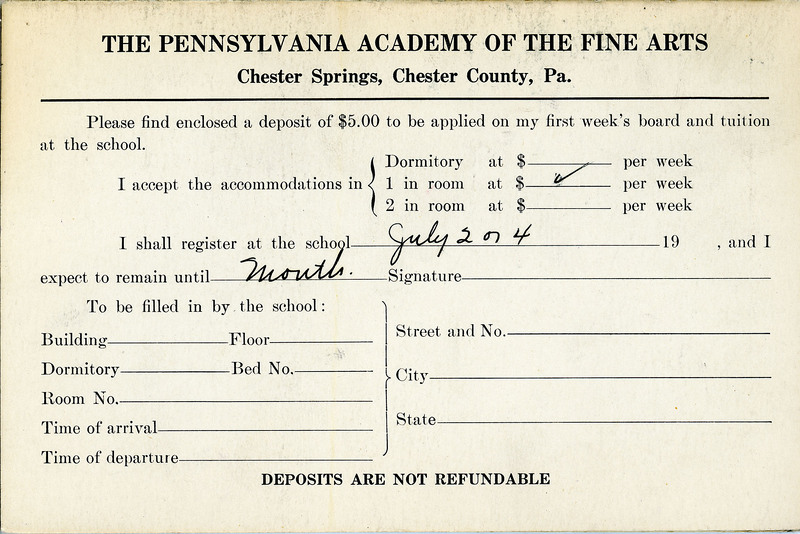 THE PENNSYLVANIA ACADEMY OF THE FINE ARTS
Chester Springs, Chester County, Pa.
Please find enclosed a deposit of $5.00 to be applied on my first week's board and tuition
at the school.
I accept the accommodations in
Dormitory at $ per week
1 in room at $ ✓ per week
2 in room at $ per week
I shall register at the school July 2 or 4 19 , and I
expect to remain until Month. Signature
To be filled in by the school:
Building Floor
Dormitory Bed No.
Room No.
Time of arrival
Time of departure
Street and No.
City
State
DEPOSITS ARE NOT REFUNDABLE